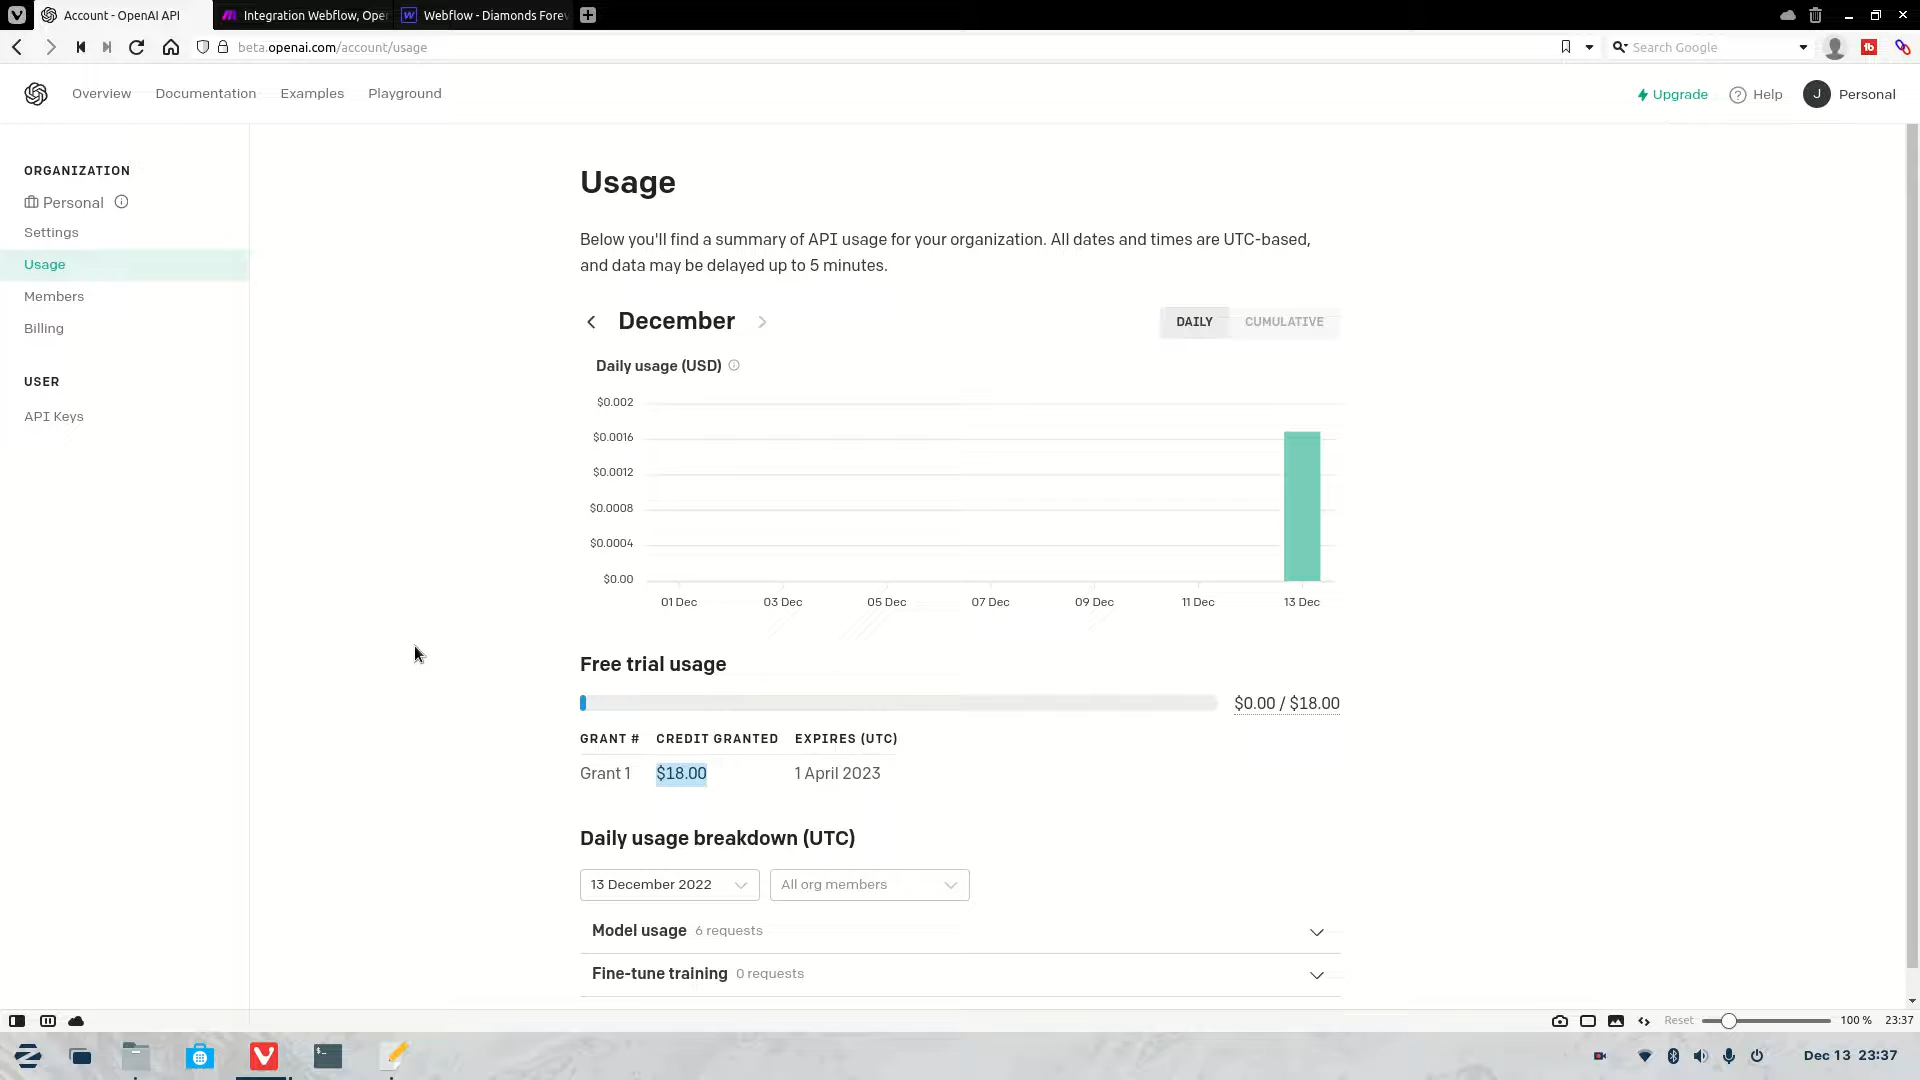 Account - OpenAI API
Integration Webflow, Oper
Webflow - Diamonds Forev
beta.openai.com/account/usage
Search Google
Overview
Documentation
Examples
Playground
Upgrade
Help
J
Personal
ORGANIZATION
Personal
Settings
Usage
Members
Billing
USER
API Keys
Usage
Below you'll find a summary of API usage for your organization. All dates and times are UTC-based,
and data may be delayed up to 5 minutes.
December
DAILY
CUMULATIVE
Daily usage (USD)
$0.002
$0.0016
$0.0012
$0.0008
$0.0004
$0.00
01 Dec
03 Dec
05 Dec
07 Dec
09 Dec
11 Dec
13 Dec
Free trial usage
$0.00 / $18.00
GRANT # CREDIT GRANTED EXPIRES (UTC)
Grant 1 $18.00 1 April 2023
Daily usage breakdown (UTC)
13 December 2022
All org members
Model usage 6 requests
Fine-tune training 0 requests
Reset
100 %
23:37
Dec 13 23:37